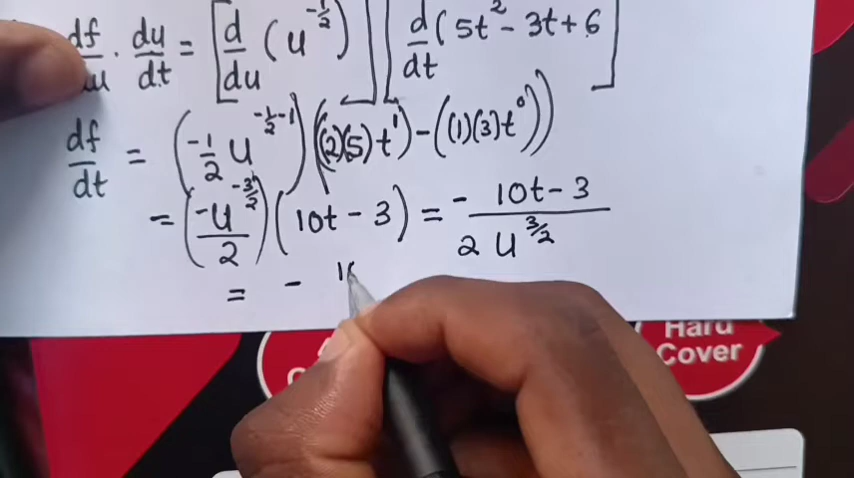 df/du · du/dt = [d/du (u^{-1/2})] [d/dt (5t² - 3t + 6]
df/dt = (-1/2 u^{-1/2 - 1}) ((2)(5)t¹) - ((1)(3)t⁰))
= (-u^{-3/2}/2) (10t - 3) = - 10t - 3 / 2u^{3/2}
= - 1
Hard
Cover